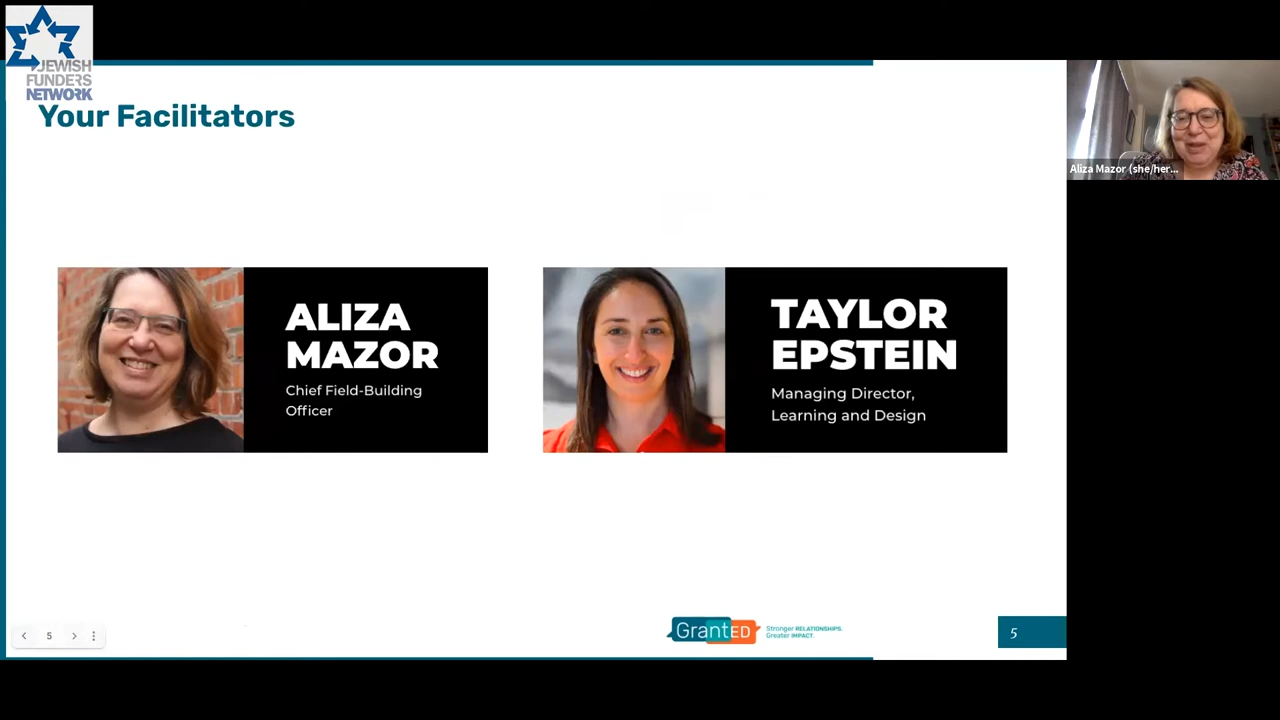 JEWISH
FUNDERS
NETWORK
Your Facilitators
Aliza Mazor (she/her...
ALIZA
MAZOR
Chief Field-Building
Officer
TAYLOR
EPSTEIN
Managing Director,
Learning and Design
5
GrantED
Stronger RELATIONSHIPS.
Greater IMPACT.
5